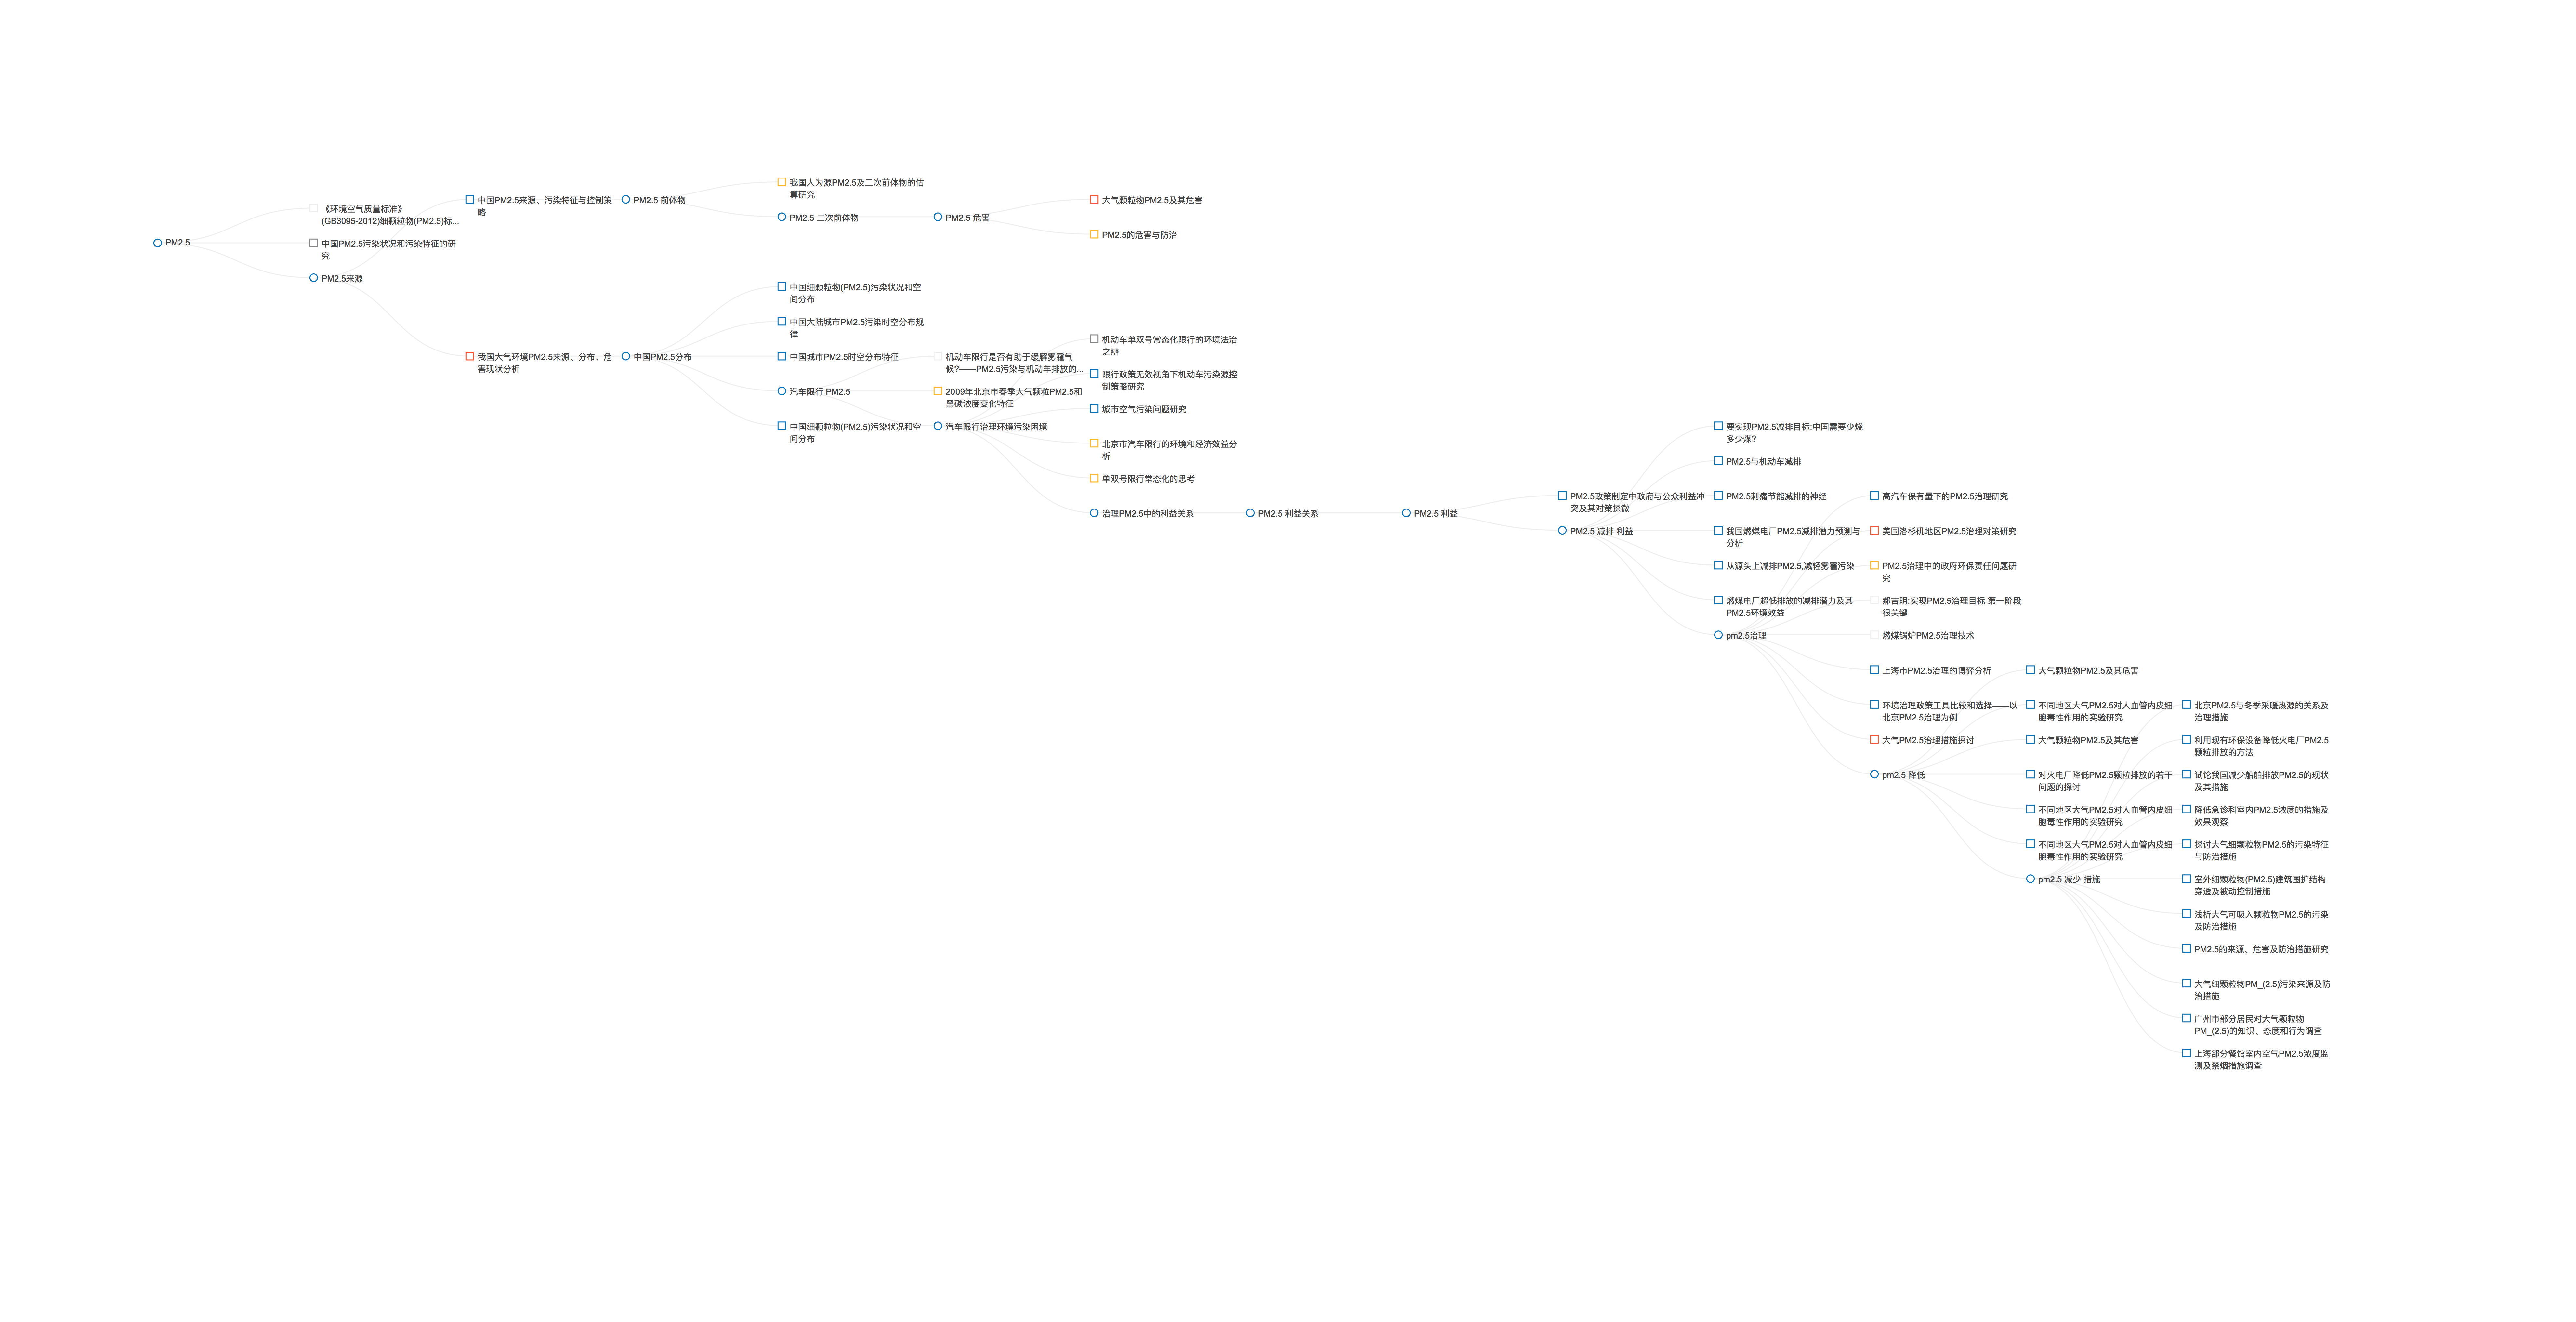 PM2.5
《环境空气质量标准》
(GB3095-2012)细颗粒物(PM2.5)标...
中国PM2.5污染状况和污染特征的研
究
PM2.5来源
中国PM2.5来源、污染特征与控制策
略
我国大气环境PM2.5来源、分布、危
害现状分析
PM2.5 前体物
中国PM2.5分布
我国人为源PM2.5及二次前体物的估
算研究
PM2.5 二次前体物
中国细颗粒物(PM2.5)污染状况和空
间分布
中国大陆城市PM2.5污染时空分布规
律
中国城市PM2.5时空分布特征
汽车限行 PM2.5
中国细颗粒物(PM2.5)污染状况和空
间分布
PM2.5 危害
机动车限行是否有助于缓解雾霾气
候?——PM2.5污染与机动车排放的...
2009年北京市春季大气颗粒PM2.5和
黑碳浓度变化特征
汽车限行治理环境污染困境
大气颗粒物PM2.5及其危害
PM2.5的危害与防治
机动车单双号常态化限行的环境法治
之辨
限行政策无效视角下机动车污染源控
制策略研究
城市空气污染问题研究
北京市汽车限行的环境和经济效益分
析
单双号限行常态化的思考
治理PM2.5中的利益关系
PM2.5 利益关系
PM2.5 利益
PM2.5政策制定中政府与公众利益冲
突及其对策探微
PM2.5 减排 利益
要实现PM2.5减排目标:中国需要少烧
多少煤?
PM2.5与机动车减排
PM2.5刺痛节能减排的神经
我国燃煤电厂PM2.5减排潜力预测与
分析
从源头上减排PM2.5,减轻雾霾污染
燃煤电厂超低排放的减排潜力及其
PM2.5环境效益
pm2.5治理
高汽车保有量下的PM2.5治理研究
美国洛杉矶地区PM2.5治理对策研究
PM2.5治理中的政府环保责任问题研
究
郝吉明:实现PM2.5治理目标 第一阶段
很关键
燃煤锅炉PM2.5治理技术
上海市PM2.5治理的博弈分析
环境治理政策工具比较和选择——以
北京PM2.5治理为例
大气PM2.5治理措施探讨
pm2.5 降低
大气颗粒物PM2.5及其危害
不同地区大气PM2.5对人血管内皮细
胞毒性作用的实验研究
大气颗粒物PM2.5及其危害
对火电厂降低PM2.5颗粒排放的若干
问题的探讨
不同地区大气PM2.5对人血管内皮细
胞毒性作用的实验研究
不同地区大气PM2.5对人血管内皮细
胞毒性作用的实验研究
pm2.5 减少 措施
北京PM2.5与冬季采暖热源的关系及
治理措施
利用现有环保设备降低火电厂PM2.5
颗粒排放的方法
试论我国减少船舶排放PM2.5的现状
及其措施
降低急诊科室内PM2.5浓度的措施及
效果观察
探讨大气细颗粒物PM2.5的污染特征
与防治措施
室外细颗粒物(PM2.5)建筑围护结构
穿透及被动控制措施
浅析大气可吸入颗粒物PM2.5的污染
及防治措施
PM2.5的来源、危害及防治措施研究
大气细颗粒物PM_(2.5)污染来源及防
治措施
广州市部分居民对大气颗粒物
PM_(2.5)的知识、态度和行为调查
上海部分餐馆室内空气PM2.5浓度监
测及禁烟措施调查